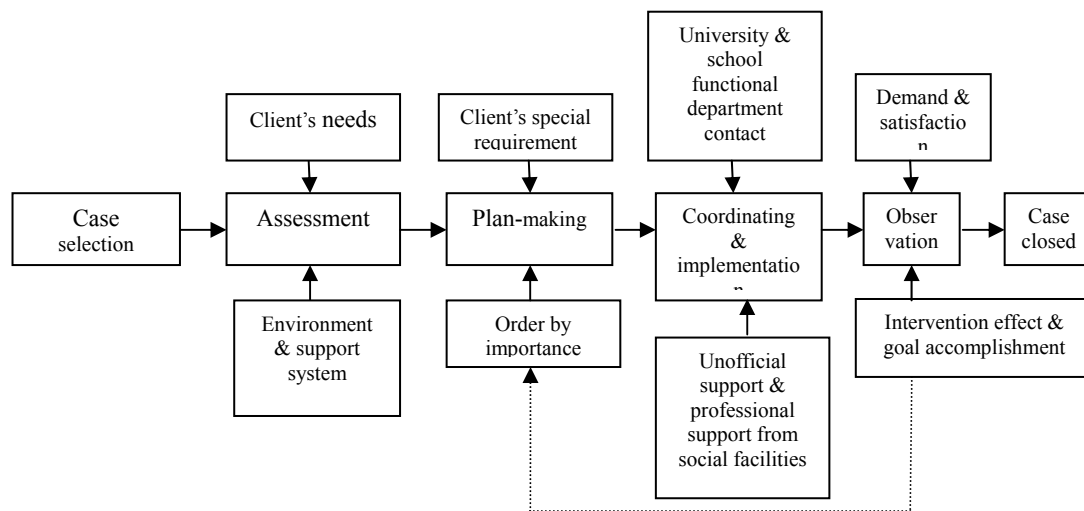 University &
school
functional
department
contact
Demand &
satisfactio
n
Client's needs
Client's special
requirement
Case
selection
Assessment
Plan-making
Coordinating
&
implementatio
n
Obser
vation
Case
closed
Environment
& support
system
Order by
importance
Unofficial
support &
professional
support from
social facilities
Intervention effect &
goal accomplishment